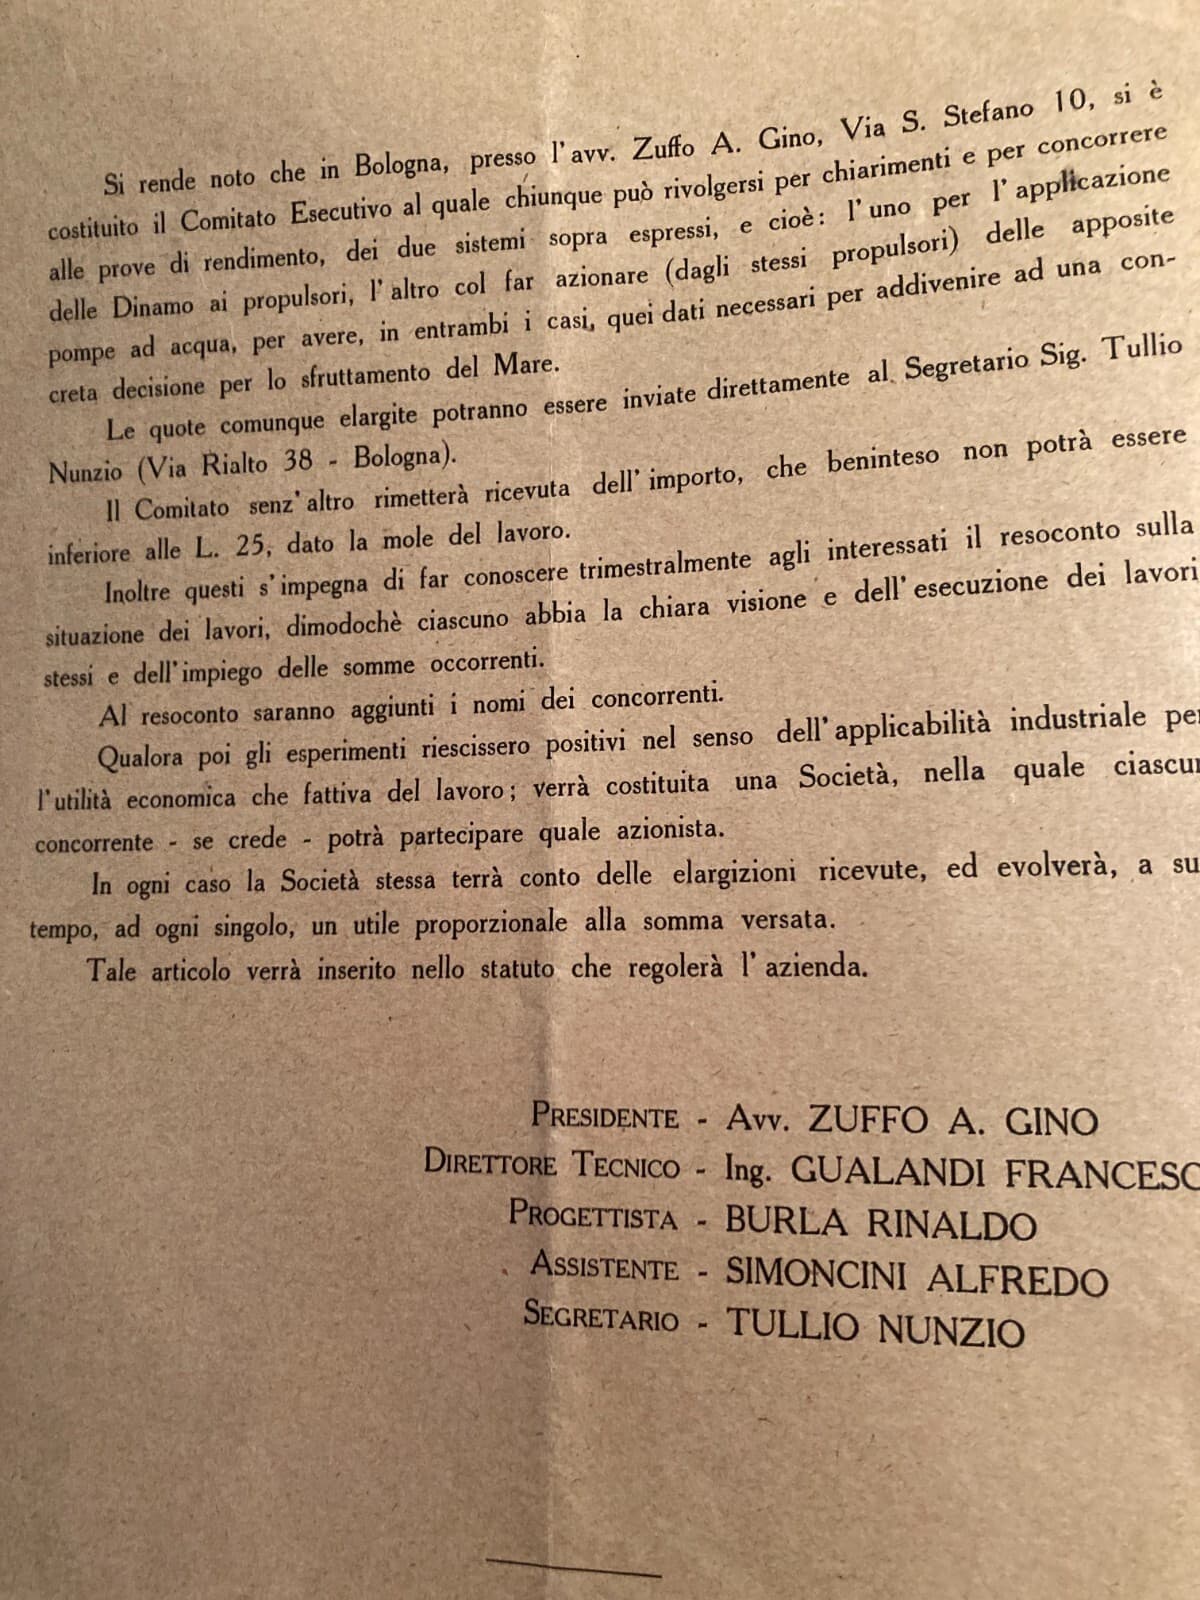 Si rende noto che in Bologna, presso l'avv. Zuffo A. Gino, Via S. Stefano 10, si è
costituito il Comitato Esecutivo al quale chiunque può rivolgersi per chiarimenti e per concorrere
alle prove di rendimento, dei due sistemi sopra espressi, e cioè: l'uno per l'applicazione
delle Dinamo ai propulsori, l'altro col far azionare (dagli stessi propulsori) delle apposite
pompe ad acqua, per avere, in entrambi i casi, quei dati necessari per addivenire ad una con-
creta decisione per lo sfruttamento del Mare.
Le quote comunque elargite potranno essere inviate direttamente al Segretario Sig. Tullio
Nunzio (Via Rialto 38 - Bologna).
Il Comitato senz'altro rimetterà ricevuta dell'importo, che beninteso non potrà essere
inferiore alle L. 25, dato la mole del lavoro.
Inoltre questi s'impegna di far conoscere trimestralmente agli interessati il resoconto sulla
situazione dei lavori, dimodochè ciascuno abbia la chiara visione e dell'esecuzione dei lavori
stessi e dell'impiego delle somme occorrenti.
Al resoconto saranno aggiunti i nomi dei concorrenti.
Qualora poi gli esperimenti riescissero positivi nel senso dell'applicabilità industriale per
l'utilità economica che fattiva del lavoro; verrà costituita una Società, nella quale ciascun
concorrente - se crede - potrà partecipare quale azionista.
In ogni caso la Società stessa terrà conto delle elargizioni ricevute, ed evolverà, a su
tempo, ad ogni singolo, un utile proporzionale alla somma versata.
Tale articolo verrà inserito nello statuto che regolerà l'azienda.
PRESIDENTE - Avv. ZUFFO A. GINO
DIRETTORE TECNICO - Ing. GUALANDI FRANCESC
PROGETTISTA - BURLA RINALDO
ASSISTENTE - SIMONCINI ALFREDO
SEGRETARIO - TULLIO NUNZIO